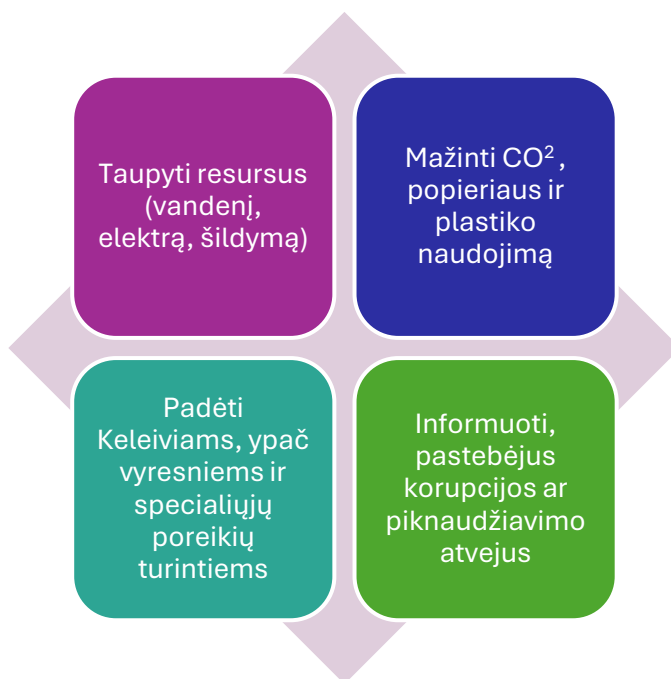 Taupyti resursus
(vandenį,
elektrą, šildymą)
Mažinti CO² ,
popieriaus ir
plastiko
naudojimą
Padėti
Keleiviams, ypač
vyresniems ir
specialiųjų
poreikių
turintiems
Informuoti,
pastebėjus
korupcijos ar
piknaudžiavimo
atvejus